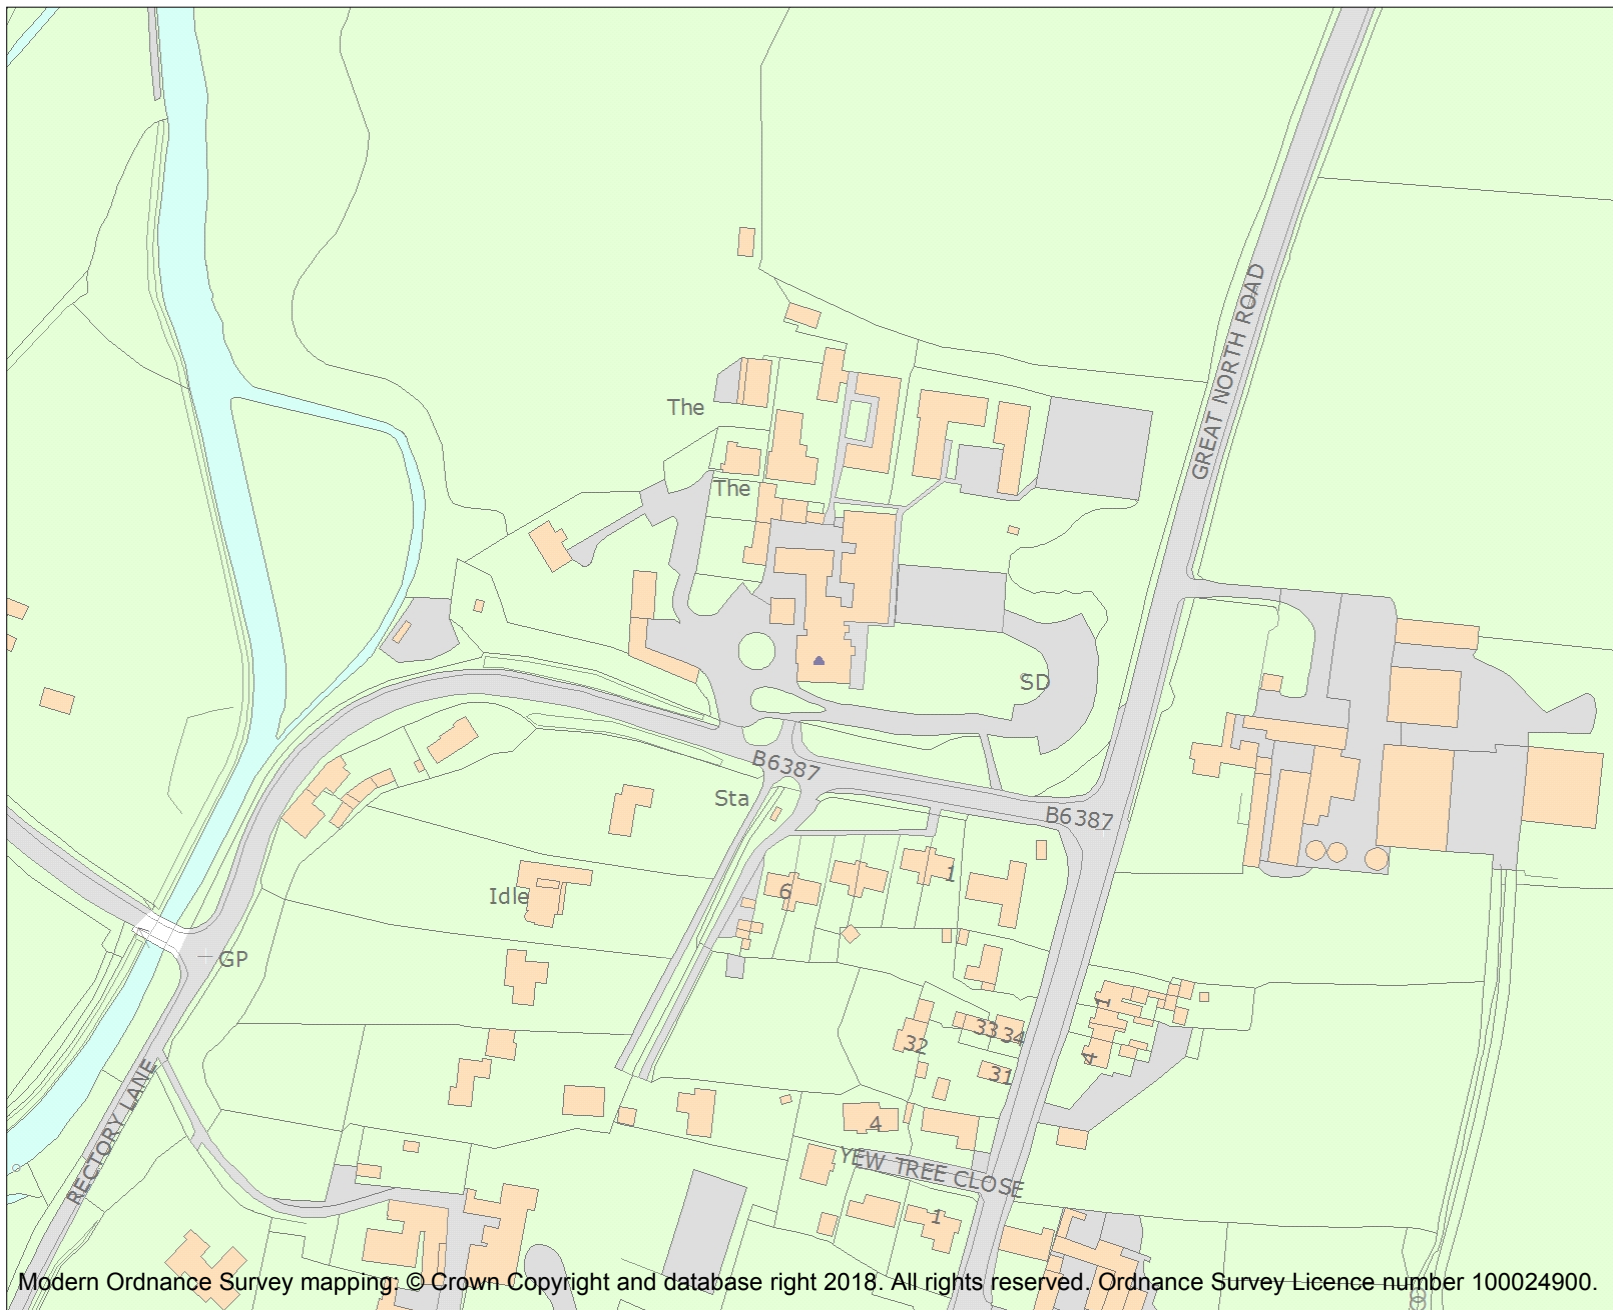 GREAT NORTH ROAD
The
The
SD
B6387
Sta
B6387
1
6
Idle
GP
1
33
34
32
4
31
RECTORY LANE
4
YEW TREE CLOSE
1
Modern Ordnance Survey mapping: © Crown Copyright and database right 2018. All rights reserved. Ordnance Survey Licence number 100024900.